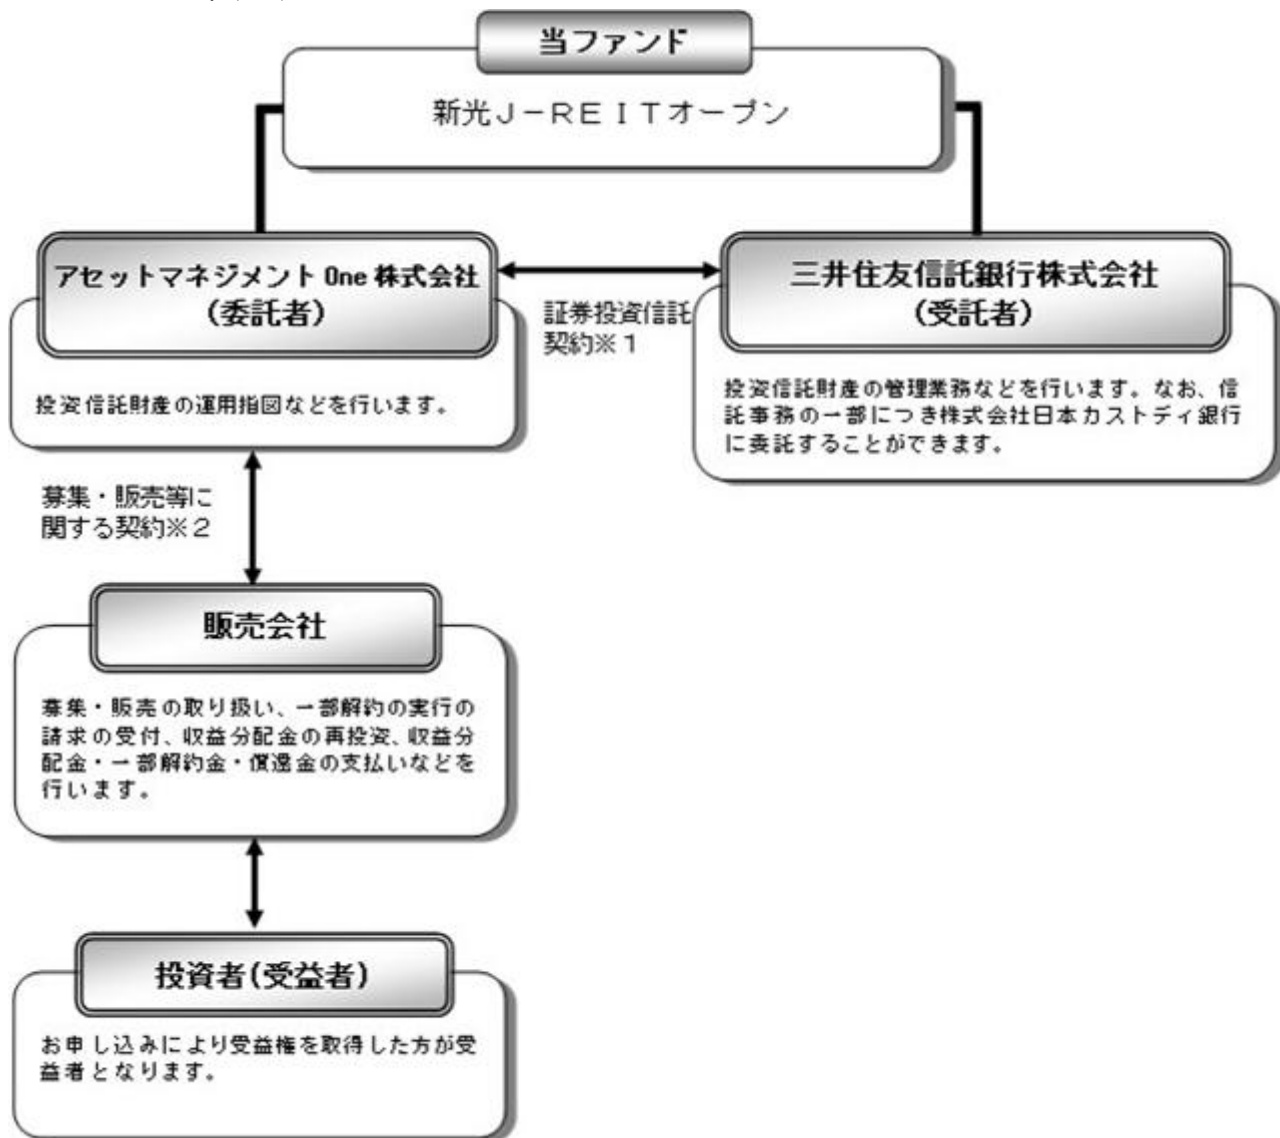 当ファンド
新光Ｊ－ＲＥＩＴオープン
アセットマネジメント One 株式会社
(委託者)
投資信託財産の運用指図などを行います。
証券投資信託
契約※１
三井住友信託銀行株式会社
(受託者)
投資信託財産の管理業務などを行います。なお、信
託事務の一部につき株式会社日本カストディ銀行
に委託することができます。
募集・販売等に
関する契約※２
販売会社
募集・販売の取り扱い、一部解約の実行の
請求の受付、収益分配金の再投資、収益分
配金・一部解約金・償還金の支払いなどを
行います。
投資者(受益者)
お申し込みにより受益権を取得した方が受
益者となります。